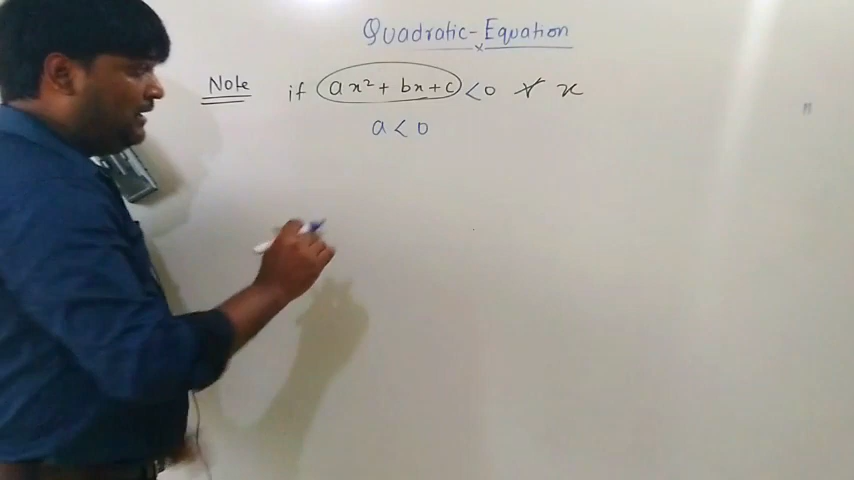 Quadratic-Equation
Note if ax² + bx + c < 0 ∀ x
a < 0